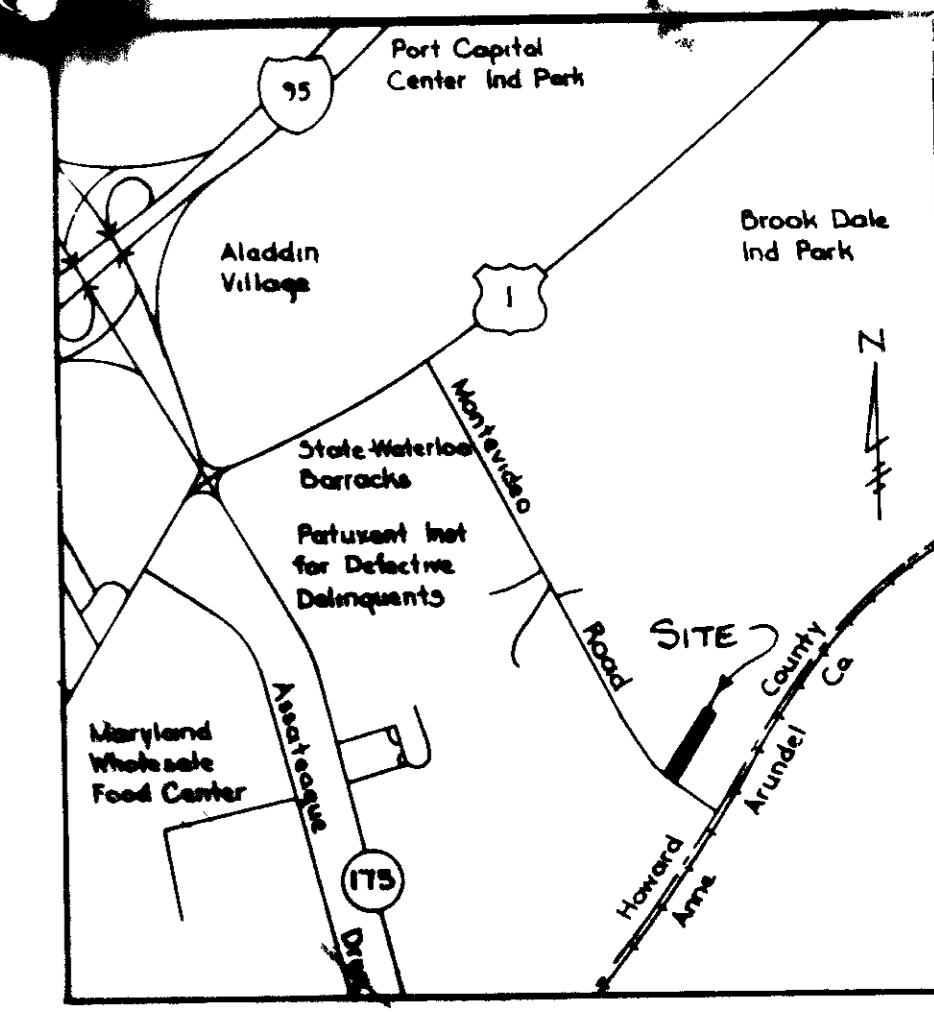 Port Capital
Center Ind Park
95
Brook Dale
Ind Park
Aladdin
Village
1
N
Montevideo
Road
State-Waterloo
Barracks
Patuxent Inst
for Defective
Delinquents
SITE
County
Co
Assateague
Drive
Maryland
Wholesale
Food Center
175
Howard
Anne
Arundel